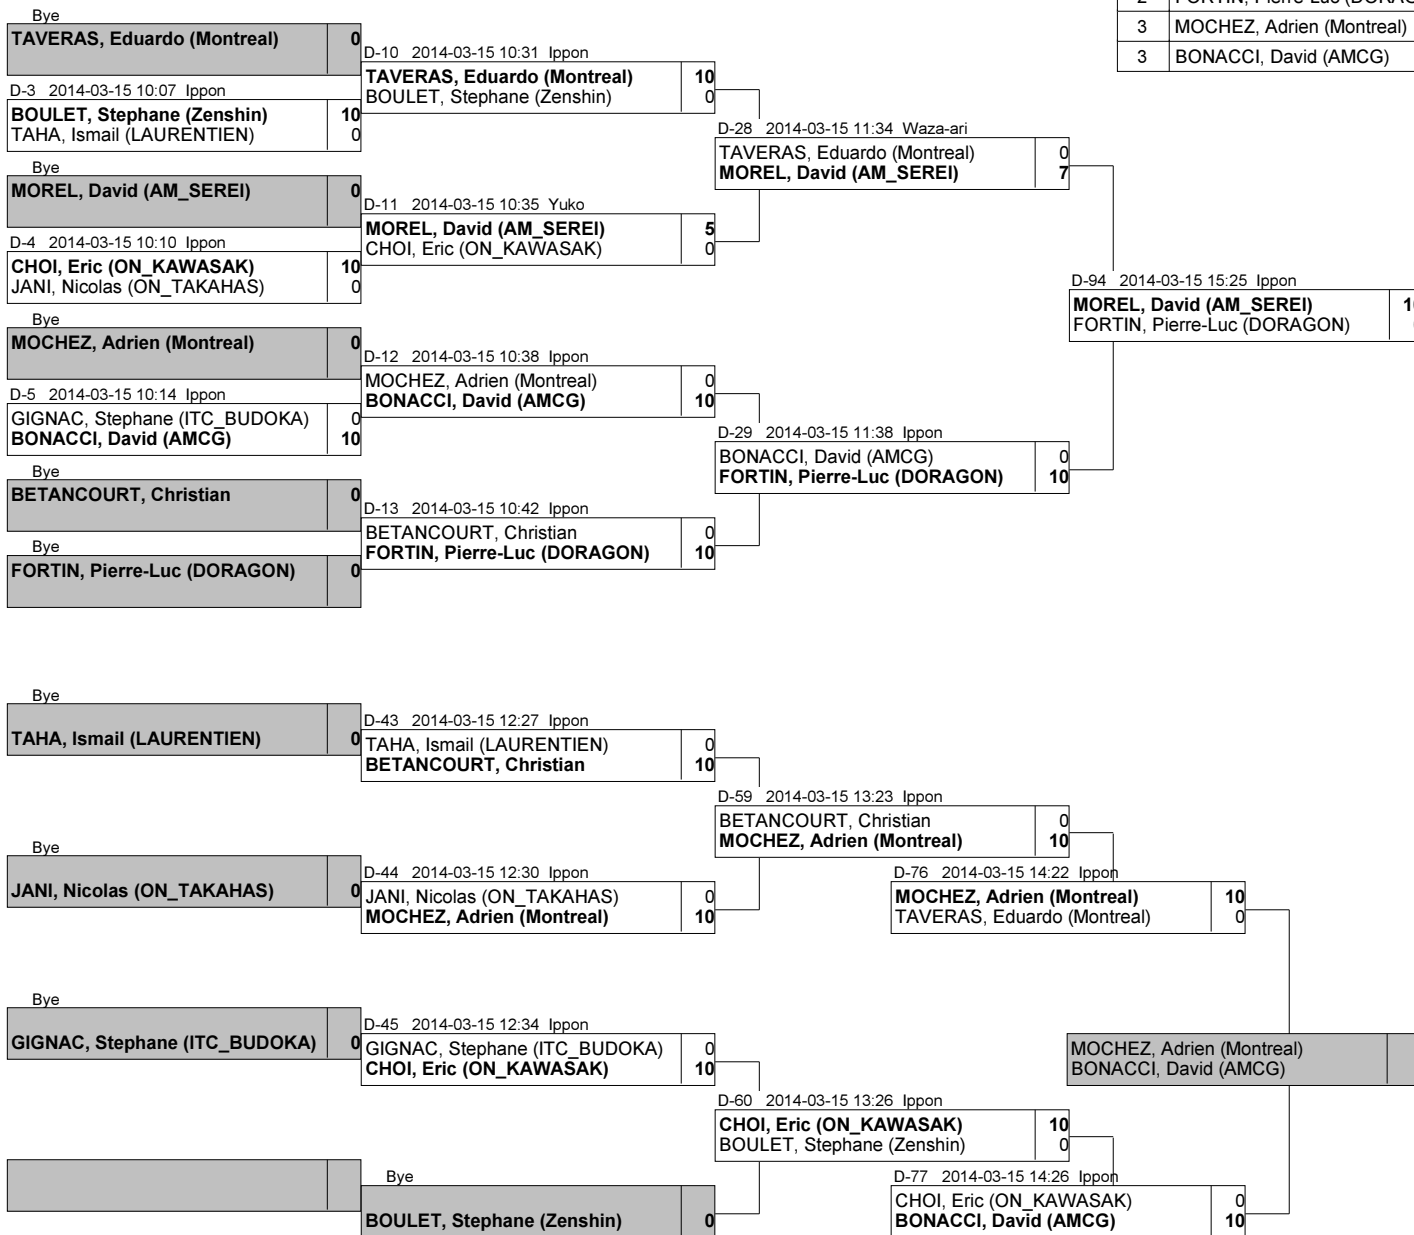 2 FORTIN, Pierre-Luc
3 MOCHEZ, Adrien (Montreal)
3 BONACCI, David (AMCG)
Bye
TAVERAS, Eduardo (Montreal) 0
D-3 2014-03-15 10:07 Ippon
BOULET, Stephane (Zenshin) 10
TAHA, Ismail (LAURENTIEN) 0
Bye
MOREL, David (AM_SEREI) 0
D-4 2014-03-15 10:10 Ippon
CHOI, Eric (ON_KAWASAK) 10
JANI, Nicolas (ON_TAKAHAS) 0
Bye
MOCHEZ, Adrien (Montreal) 0
D-5 2014-03-15 10:14 Ippon
GIGNAC, Stephane (ITC_BUDOKA) 0
BONACCI, David (AMCG) 10
Bye
BETANCOURT, Christian 0
Bye
FORTIN, Pierre-Luc (DORAGON) 0
D-10 2014-03-15 10:31 Ippon
TAVERAS, Eduardo (Montreal) 10
BOULET, Stephane (Zenshin) 0
D-11 2014-03-15 10:35 Yuko
MOREL, David (AM_SEREI) 5
CHOI, Eric (ON_KAWASAK) 0
D-12 2014-03-15 10:38 Ippon
MOCHEZ, Adrien (Montreal) 0
BONACCI, David (AMCG) 10
D-13 2014-03-15 10:42 Ippon
BETANCOURT, Christian 0
FORTIN, Pierre-Luc (DORAGON) 10
D-28 2014-03-15 11:34 Waza-ari
TAVERAS, Eduardo (Montreal) 0
MOREL, David (AM_SEREI) 7
D-29 2014-03-15 11:38 Ippon
BONACCI, David (AMCG) 0
FORTIN, Pierre-Luc (DORAGON) 10
D-94 2014-03-15 15:25 Ippon
MOREL, David (AM_SEREI)
FORTIN, Pierre-Luc (DORAGON)
Bye
TAHA, Ismail (LAURENTIEN) 0
Bye
JANI, Nicolas (ON_TAKAHAS) 0
Bye
GIGNAC, Stephane (ITC_BUDOKA) 0
D-43 2014-03-15 12:27 Ippon
TAHA, Ismail (LAURENTIEN) 0
BETANCOURT, Christian 10
D-44 2014-03-15 12:30 Ippon
JANI, Nicolas (ON_TAKAHAS) 0
MOCHEZ, Adrien (Montreal) 10
D-45 2014-03-15 12:34 Ippon
GIGNAC, Stephane (ITC_BUDOKA) 0
CHOI, Eric (ON_KAWASAK) 10
Bye
BOULET, Stephane (Zenshin) 0
D-59 2014-03-15 13:23 Ippon
BETANCOURT, Christian 0
MOCHEZ, Adrien (Montreal) 10
D-60 2014-03-15 13:26 Ippon
CHOI, Eric (ON_KAWASAK) 10
BOULET, Stephane (Zenshin) 0
D-76 2014-03-15 14:22 Ippon
MOCHEZ, Adrien (Montreal) 10
TAVERAS, Eduardo (Montreal) 0
D-77 2014-03-15 14:26 Ippon
CHOI, Eric (ON_KAWASAK) 0
BONACCI, David (AMCG) 10
MOCHEZ, Adrien (Montreal)
BONACCI, David (AMCG)